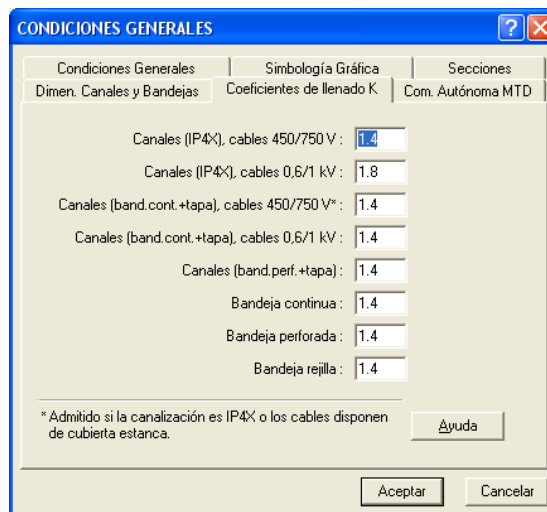 CONDICIONES GENERALES
Condiciones Generales
Simbología Gráfica
Secciones
Dimen. Canales y Bandejas
Coeficientes de llenado K
Com. Autónoma MTD
Canales (IP4X), cables 450/750 V : 1.4
Canales (IP4X), cables 0,6/1 kV : 1.8
Canales (band.cont.+tapa), cables 450/750 V* : 1.4
Canales (band.cont.+tapa), cables 0,6/1 kV : 1.4
Canales (band.perf.+tapa) : 1.4
Bandeja continua : 1.4
Bandeja perforada : 1.4
Bandeja rejilla : 1.4
* Admitido si la canalización es IP4X o los cables disponen
de cubierta estanca.
Ayuda
Aceptar
Cancelar